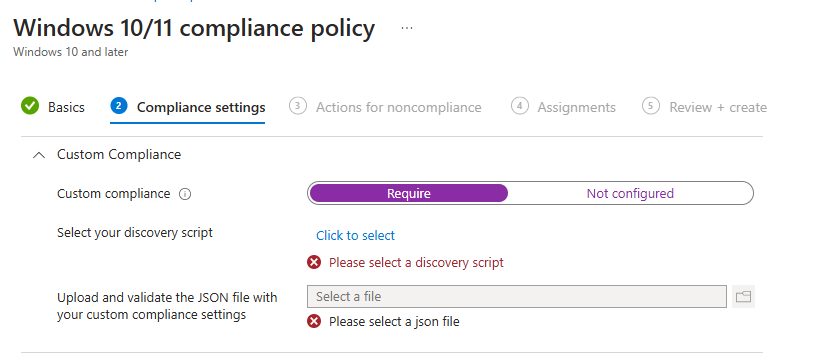 Windows 10/11 compliance policy ...
Windows 10 and later
Basics 2 Compliance settings 3 Actions for noncompliance 4 Assignments 5 Review + create
Custom Compliance
Custom compliance Require Not configured
Select your discovery script Click to select
Please select a discovery script
Upload and validate the JSON file with Select a file
your custom compliance settings
Please select a json file